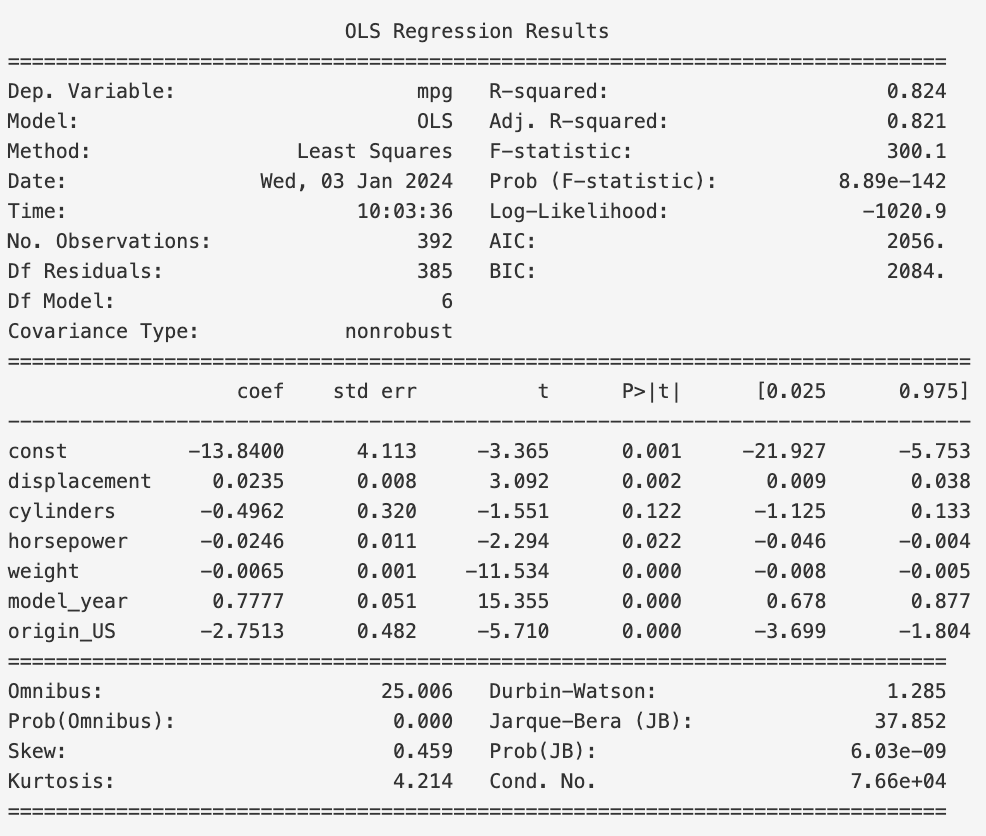 OLS Regression Results
==============================================================================
Dep. Variable:                    mpg   R-squared:                       0.824
Model:                            OLS   Adj. R-squared:                  0.821
Method:                 Least Squares   F-statistic:                     300.1
Date:                Wed, 03 Jan 2024   Prob (F-statistic):          8.89e-142
Time:                        10:03:36   Log-Likelihood:                -1020.9
No. Observations:                 392   AIC:                             2056.
Df Residuals:                     385   BIC:                             2084.
Df Model:                           6
Covariance Type:            nonrobust
================================================================================
                   coef    std err          t      P>|t|      [0.025      0.975]
--------------------------------------------------------------------------------
const          -13.8400      4.113     -3.365      0.001     -21.927      -5.753
displacement     0.0235      0.008      3.092      0.002       0.009       0.038
cylinders       -0.4962      0.320     -1.551      0.122      -1.125       0.133
horsepower      -0.0246      0.011     -2.294      0.022      -0.046      -0.004
weight          -0.0065      0.001    -11.534      0.000      -0.008      -0.005
model_year       0.7777      0.051     15.355      0.000       0.678       0.877
origin_US       -2.7513      0.482     -5.710      0.000      -3.699      -1.804
==============================================================================
Omnibus:                       25.006   Durbin-Watson:                   1.285
Prob(Omnibus):                  0.000   Jarque-Bera (JB):               37.852
Skew:                           0.459   Prob(JB):                     6.03e-09
Kurtosis:                       4.214   Cond. No.                     7.66e+04
==============================================================================